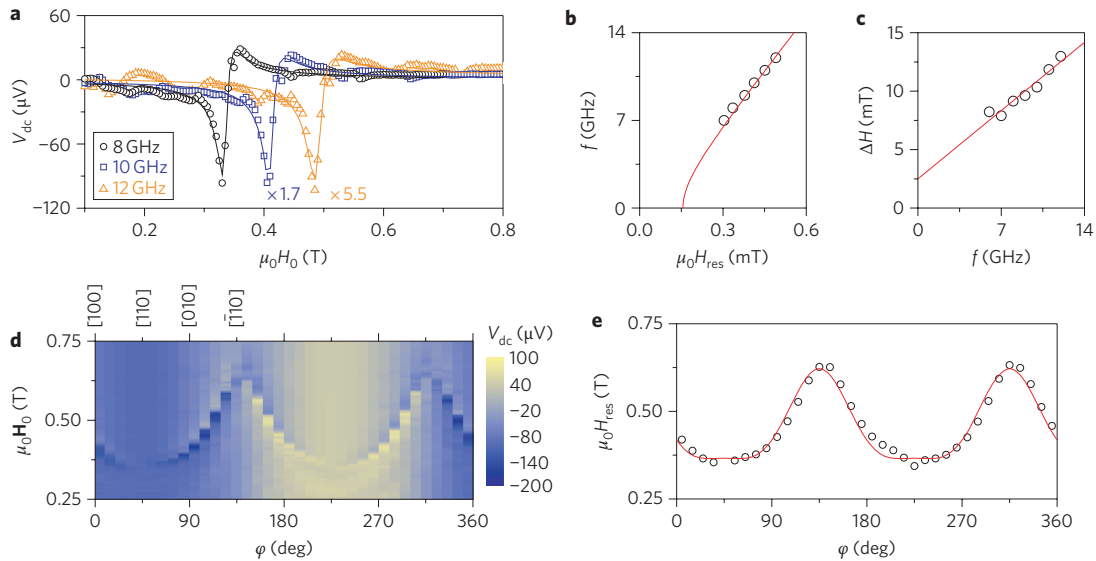 a
60
0
−60
−120
V_dc (µV)
8 GHz
10 GHz
12 GHz
× 1.7
× 5.5
0.2
0.4
0.6
0.8
µ₀H₀ (T)
b
14
7
0
f (GHz)
0.0
0.3
0.6
µ₀H_res (mT)
c
15
10
5
0
ΔH (mT)
0
7
14
f (GHz)
[100]
[110]
[010]
[1̄10]
d
0.75
0.50
0.25
µ₀H₀ (T)
0
90
180
270
360
φ (deg)
V_dc (µV)
100
40
−20
−80
−140
−200
e
0.75
0.50
0.25
µ₀H_res (T)
0
90
180
270
360
φ (deg)